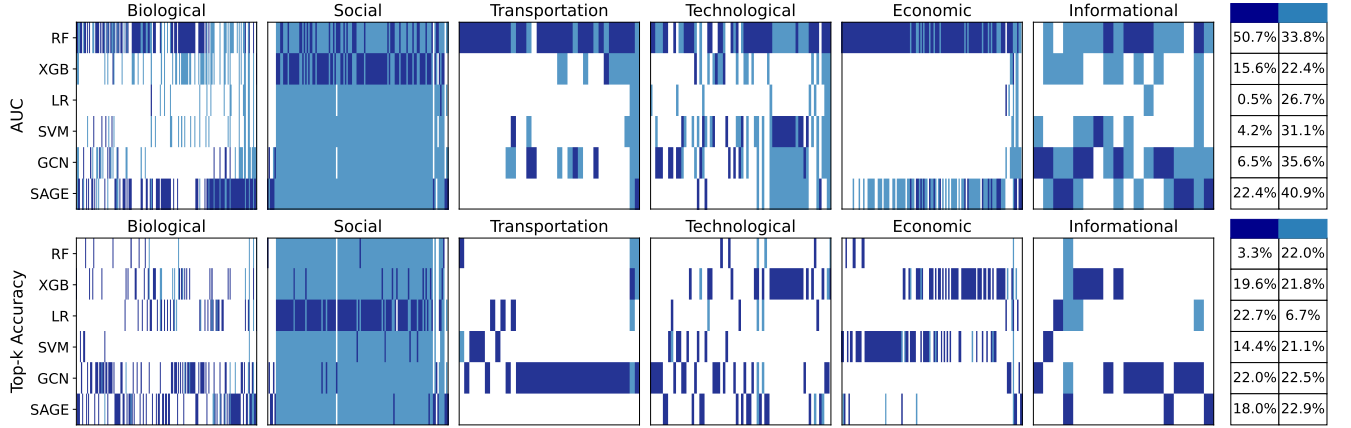 Biological Social Transportation Technological Economic Informational
AUC
RF 50.7% 33.8%
XGB 15.6% 22.4%
LR 0.5% 26.7%
SVM 4.2% 31.1%
GCN 6.5% 35.6%
SAGE 22.4% 40.9%
Biological Social Transportation Technological Economic Informational
Top-k Accuracy
RF 3.3% 22.0%
XGB 19.6% 21.8%
LR 22.7% 6.7%
SVM 14.4% 21.1%
GCN 22.0% 22.5%
SAGE 18.0% 22.9%